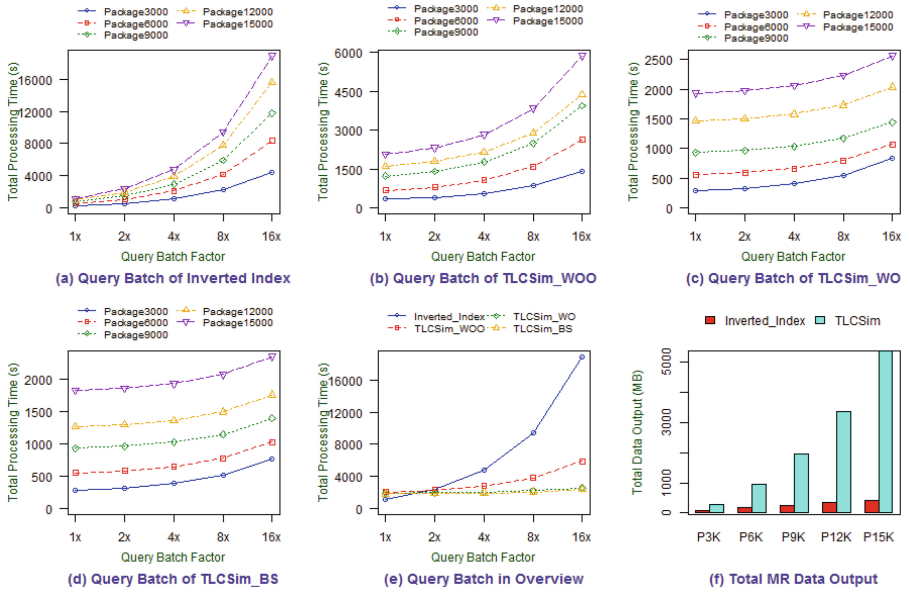 Package3000 Package12000
Package6000 Package15000
Package9000
Total Processing Time (s)
16000
12000
8000
4000
0
1x 2x 4x 8x 16x
Query Batch Factor
(a) Query Batch of Inverted Index
Package3000 Package12000
Package6000 Package15000
Package9000
Total Processing Time (s)
6000
4500
3000
1500
0
1x 2x 4x 8x 16x
Query Batch Factor
(b) Query Batch of TLCSim_WOO
Package3000 Package12000
Package6000 Package15000
Package9000
Total Processing Time (s)
2500
2000
1500
1000
500
0
1x 2x 4x 8x 16x
Query Batch Factor
(c) Query Batch of TLCSim_WO
Package3000 Package12000
Package6000 Package15000
Package9000
Total Processing Time (s)
2000
1500
1000
500
0
1x 2x 4x 8x 16x
Query Batch Factor
(d) Query Batch of TLCSim_BS
Inverted_Index TLCSim_WO
TLCSim_WOO TLCSim_BS
Total Processing Time (s)
16000
12000
8000
4000
0
1x 2x 4x 8x 16x
Query Batch Factor
(e) Query Batch in Overview
Inverted_Index TLCSim
Total Data Output (MB)
5000
3000
1000
0
P3K P6K P9K P12K P15K
(f) Total MR Data Output